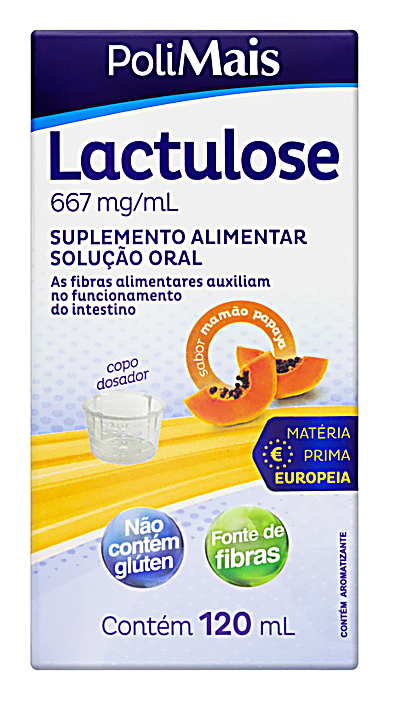 PoliMais
Lactulose
667 mg/mL
SUPLEMENTO ALIMENTAR
SOLUÇÃO ORAL
As fibras alimentares auxiliam
no funcionamento
do intestino
sabor mamão papaya
copo
dosador
MATÉRIA
€ PRIMA
EUROPEIA
Não
contém
glúten
Fonte de
fibras
CONTÉM AROMATIZANTE
Contém 120 mL